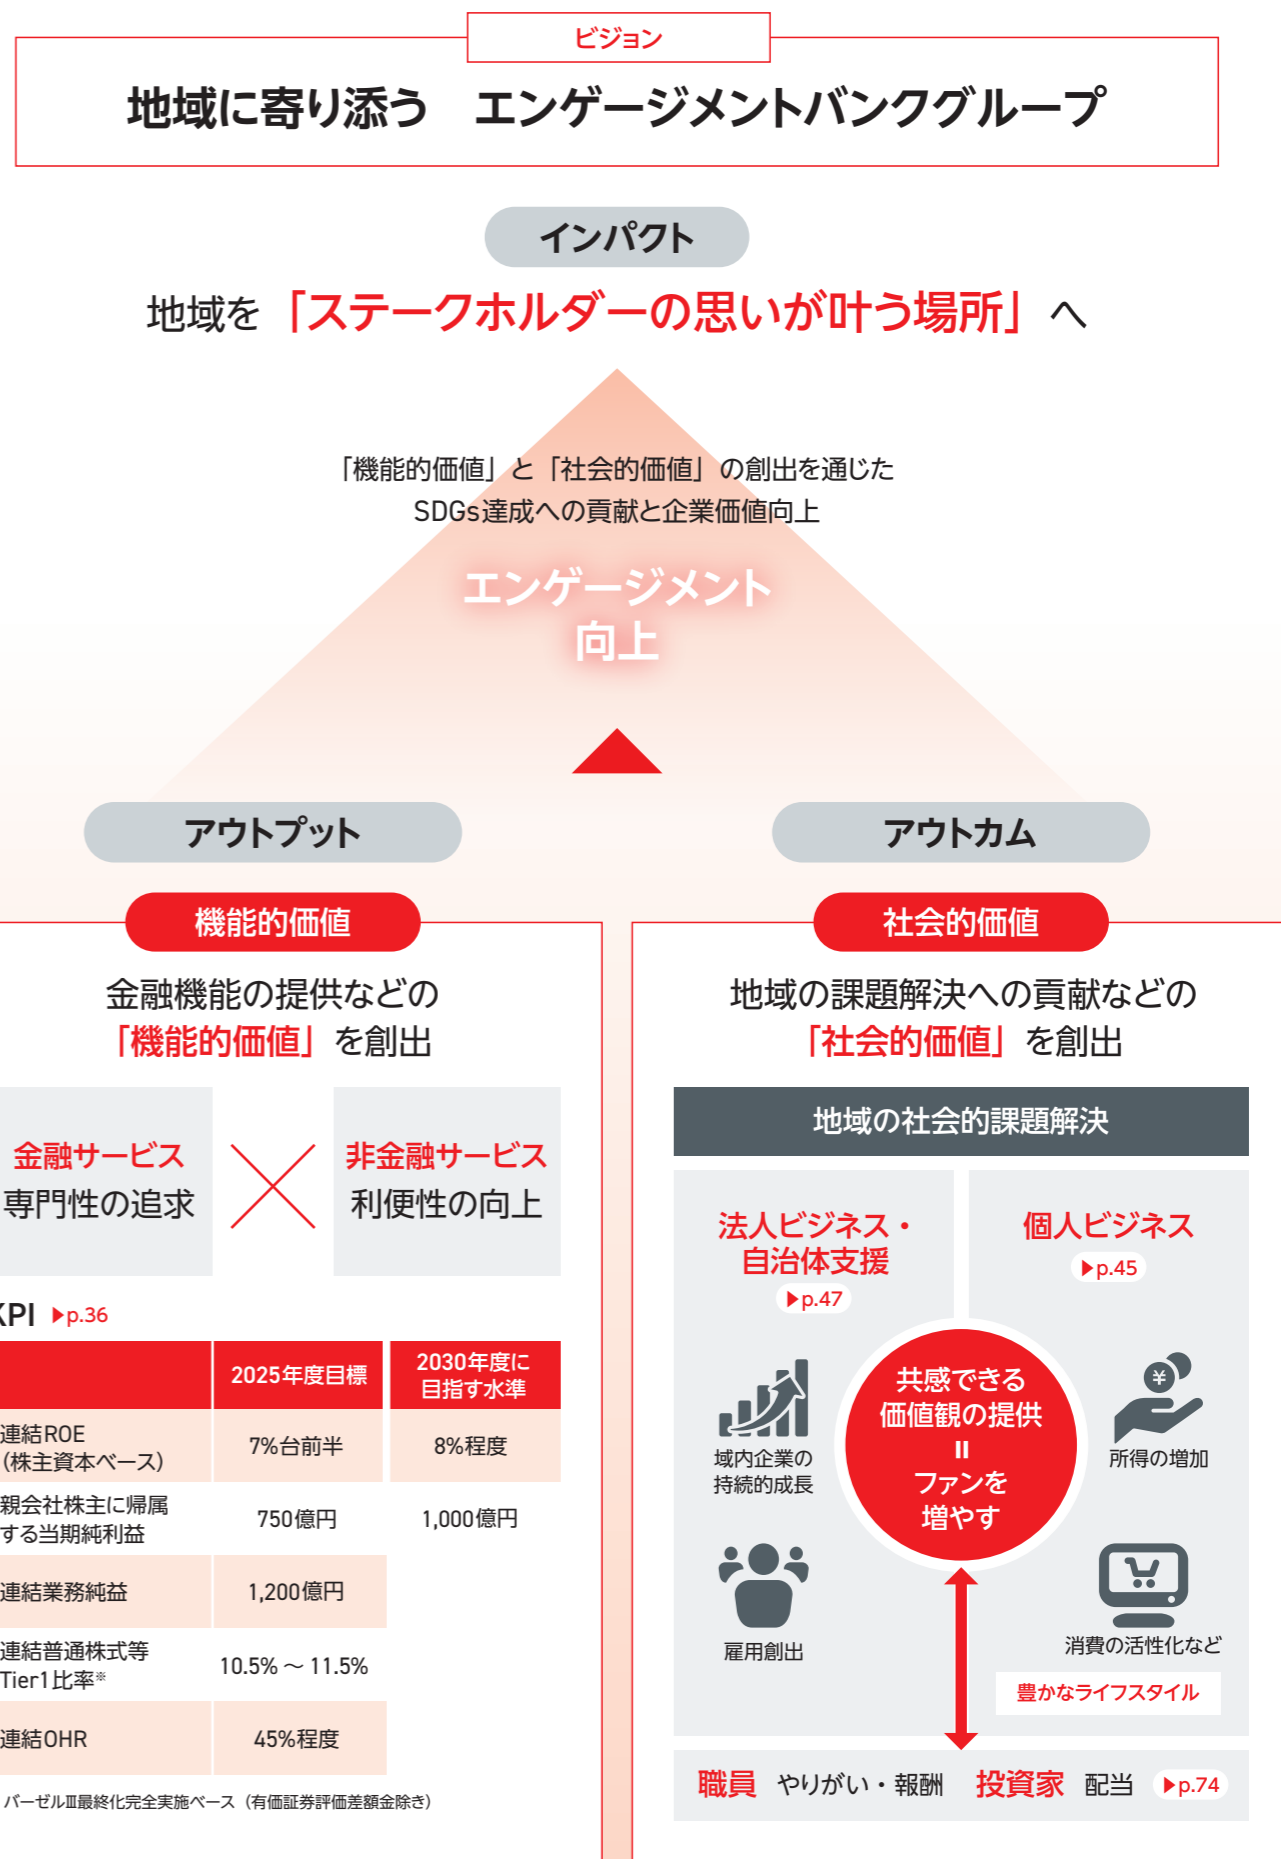 ビジョン
地域に寄り添う　エンゲージメントバンクグループ
インパクト
地域を「ステークホルダーの思いが叶う場所」へ
「機能的価値」と「社会的価値」の創出を通じた
SDGs達成への貢献と企業価値向上
エンゲージメント
向上
アウトプット
機能的価値
金融機能の提供などの
「機能的価値」を創出
金融サービス
専門性の追求
非金融サービス
利便性の向上
KPI ▶p.36
2025年度目標
2030年度に
目指す水準
連結ROE
（株主資本ベース）
7%台前半
8%程度
親会社株主に帰属
する当期純利益
750億円
1,000億円
連結業務純益
1,200億円
連結普通株式等
Tier1比率※
10.5%～11.5%
連結OHR
45%程度
バーゼルⅢ最終化完全実施ベース（有価証券評価差額金除き）
アウトカム
社会的価値
地域の課題解決への貢献などの
「社会的価値」を創出
地域の社会的課題解決
法人ビジネス・
自治体支援
▶p.47
個人ビジネス
▶p.45
共感できる
価値観の提供
＝
ファンを
増やす
¥
域内企業の
持続的成長
所得の増加
雇用創出
消費の活性化など
豊かなライフスタイル
職員 やりがい・報酬 投資家 配当 ▶p.74